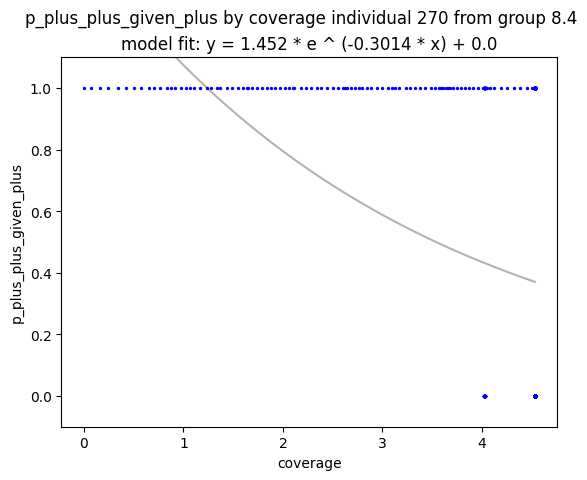 p_plus_plus_given_plus by coverage individual 270 from group 8.4
model fit: y = 1.452 * e ^ (-0.3014 * x) + 0.0
1.0
0.8
0.6
0.4
0.2
0.0
p_plus_plus_given_plus
0 1 2 3 4
coverage